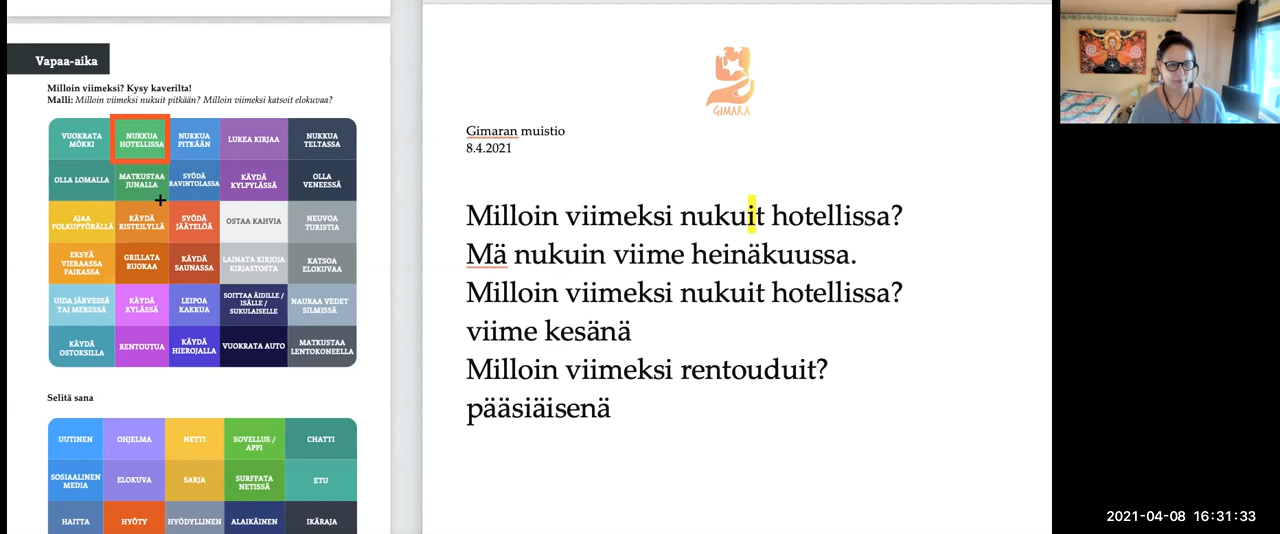 Vapaa-aika
Milloin viimeksi? Kysy kaverilta!
Malli: Milloin viimeksi nukuit pitkään? Milloin viimeksi katsoit elokuvaa?
VUOKRATA
MÖKKI
NUKKUA
HOTELLISSA
NUKKUA
PITKÄÄN
LUKEA KIRJAA
NUKKUA
TELTASSA
OLLA LOMALLA
MATKUSTAA
JUNALLA
SYÖDÄ
RAVINTOLASSA
KÄYDÄ
KYLPYLÄSSÄ
OLLA
VENEESSÄ
AJAA
POLKUPYÖRÄLLÄ
KÄYDÄ
RISTEILYLLÄ
SYÖDÄ
JÄÄTELÖÄ
OSTAA KAHVIA
NEUVOA
TURISTIA
EKSYÄ
VIERAASSA
PAIKASSA
GRILLATA
RUOKAA
KÄYDÄ
SAUNASSA
LAINATA KIRJOJA
KIRJASTOSTA
KATSOA
ELOKUVAA
UIDA JÄRVESSÄ
TAI MERESSÄ
KÄYDÄ
KYLÄSSÄ
LEIPOA
KAKKUA
SOITTAA ÄIDILLE /
ISÄLLE /
SUKULAISELLE
NAURAA VEDET
SILMISSÄ
KÄYDÄ
OSTOKSILLA
RENTOUTUA
KÄYDÄ
HIEROJALLA
VUOKRATA AUTO
MATKUSTAA
LENTOKONEELLA
Selitä sana
UUTINEN
OHJELMA
NETTI
SOVELLUS /
APPI
CHATTI
SOSIAALINEN
MEDIA
ELOKUVA
SARJA
SURFFATA
NETISSÄ
ETU
HAITTA
HYÖTY
HYÖDYLLINEN
ALAIKÄINEN
IKÄRAJA
GIMARA
Gimaran muistio
8.4.2021
Milloin viimeksi nukuit hotellissa?
Mä nukuin viime heinäkuussa.
Milloin viimeksi nukuit hotellissa?
viime kesänä
Milloin viimeksi rentouduit?
pääsiäisenä
2021-04-08 16:31:33